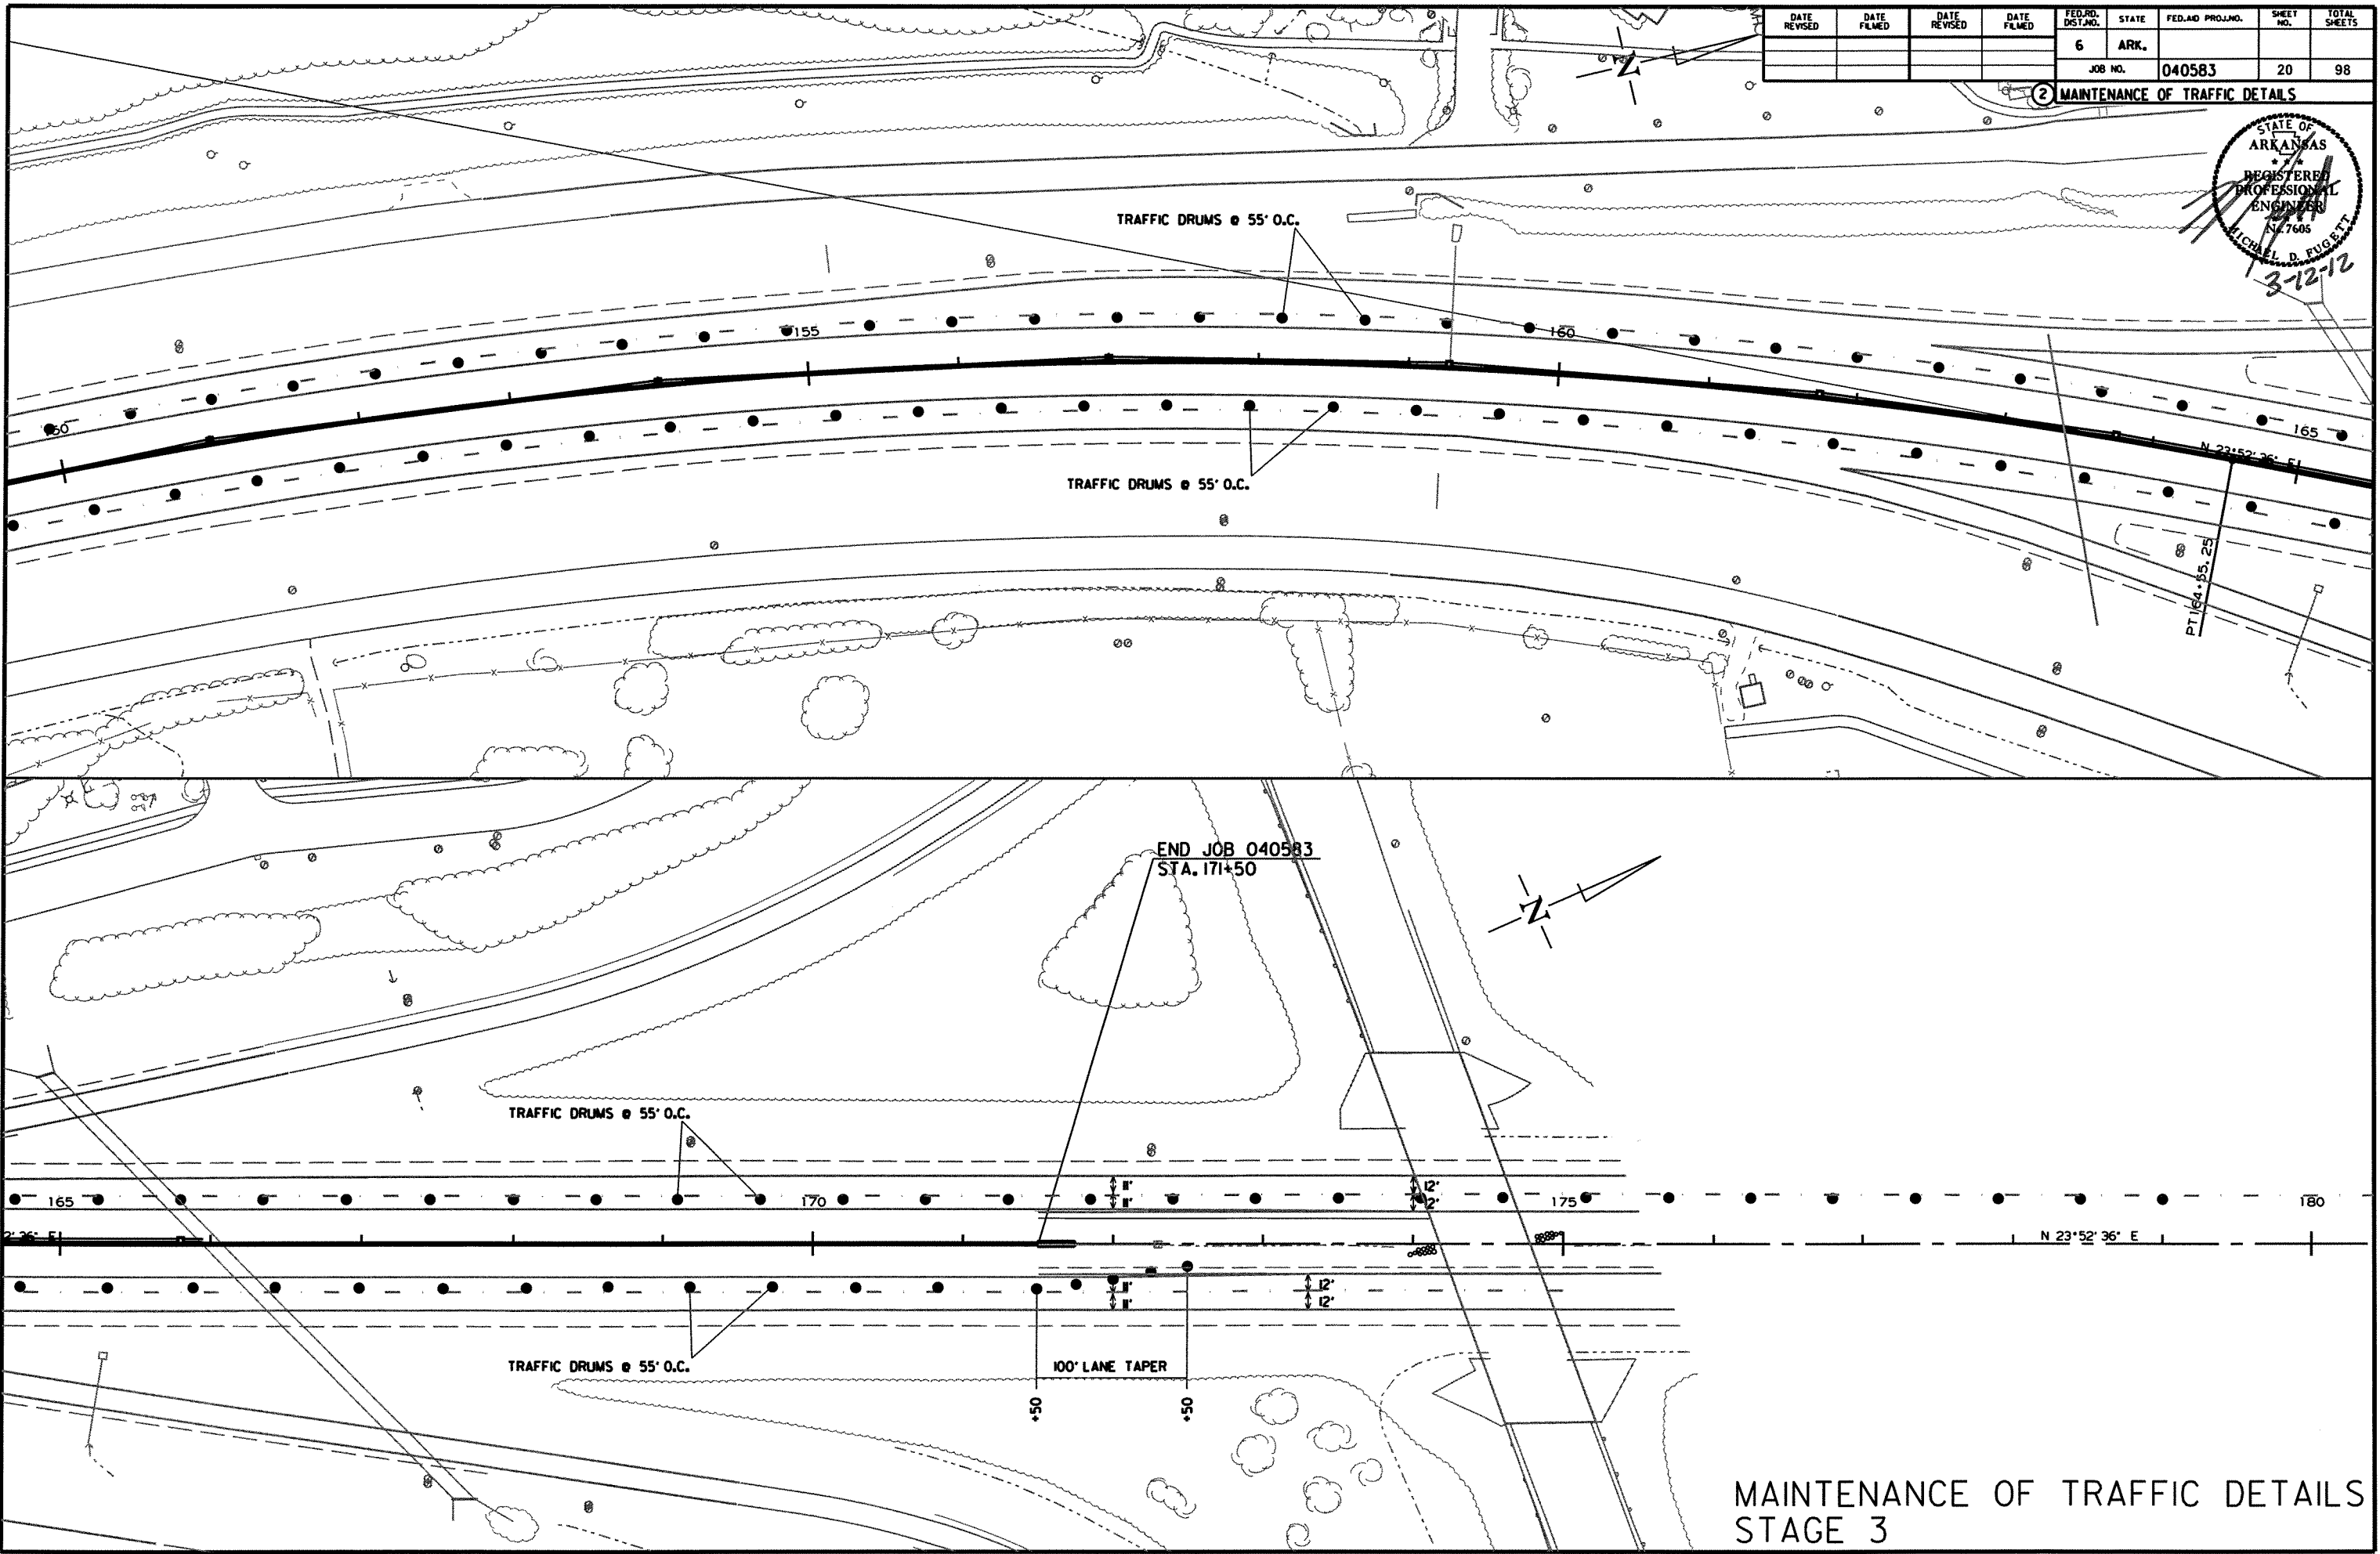 DATE REVISED
DATE FILMED
DATE REVISED
DATE FILMED
FED.RD. DIST.NO.
STATE
FED.AID PROJ.NO.
SHEET NO.
TOTAL SHEETS
6
ARK.
JOB NO.
040583
20
98
2 MAINTENANCE OF TRAFFIC DETAILS
STATE OF
ARKANSAS
REGISTERED
PROFESSIONAL
ENGINEER
No. 7605
MICHAEL D. FUGETT
3-12-12
N
TRAFFIC DRUMS @ 55' O.C.
155
160
165
N 23°52'36" E
TRAFFIC DRUMS @ 55' O.C.
PT 164+55.25
END JOB 040583
STA. 171+50
N
TRAFFIC DRUMS @ 55' O.C.
165
170
11'
11'
12'
12'
175
180
N 23°52'36" E
11'
11'
12'
12'
TRAFFIC DRUMS @ 55' O.C.
100' LANE TAPER
+50
+50
MAINTENANCE OF TRAFFIC DETAILS
STAGE 3